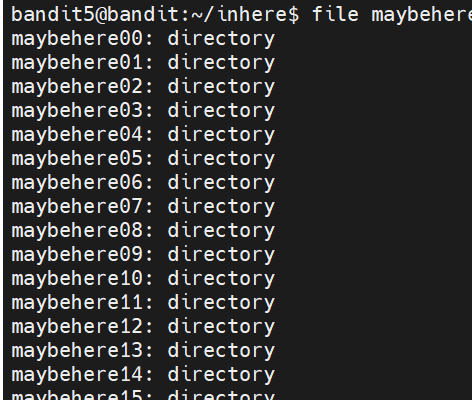 bandit5@bandit:~/inhere$ file maybehere
maybehere00: directory
maybehere01: directory
maybehere02: directory
maybehere03: directory
maybehere04: directory
maybehere05: directory
maybehere06: directory
maybehere07: directory
maybehere08: directory
maybehere09: directory
maybehere10: directory
maybehere11: directory
maybehere12: directory
maybehere13: directory
maybehere14: directory
maybehere15: directory